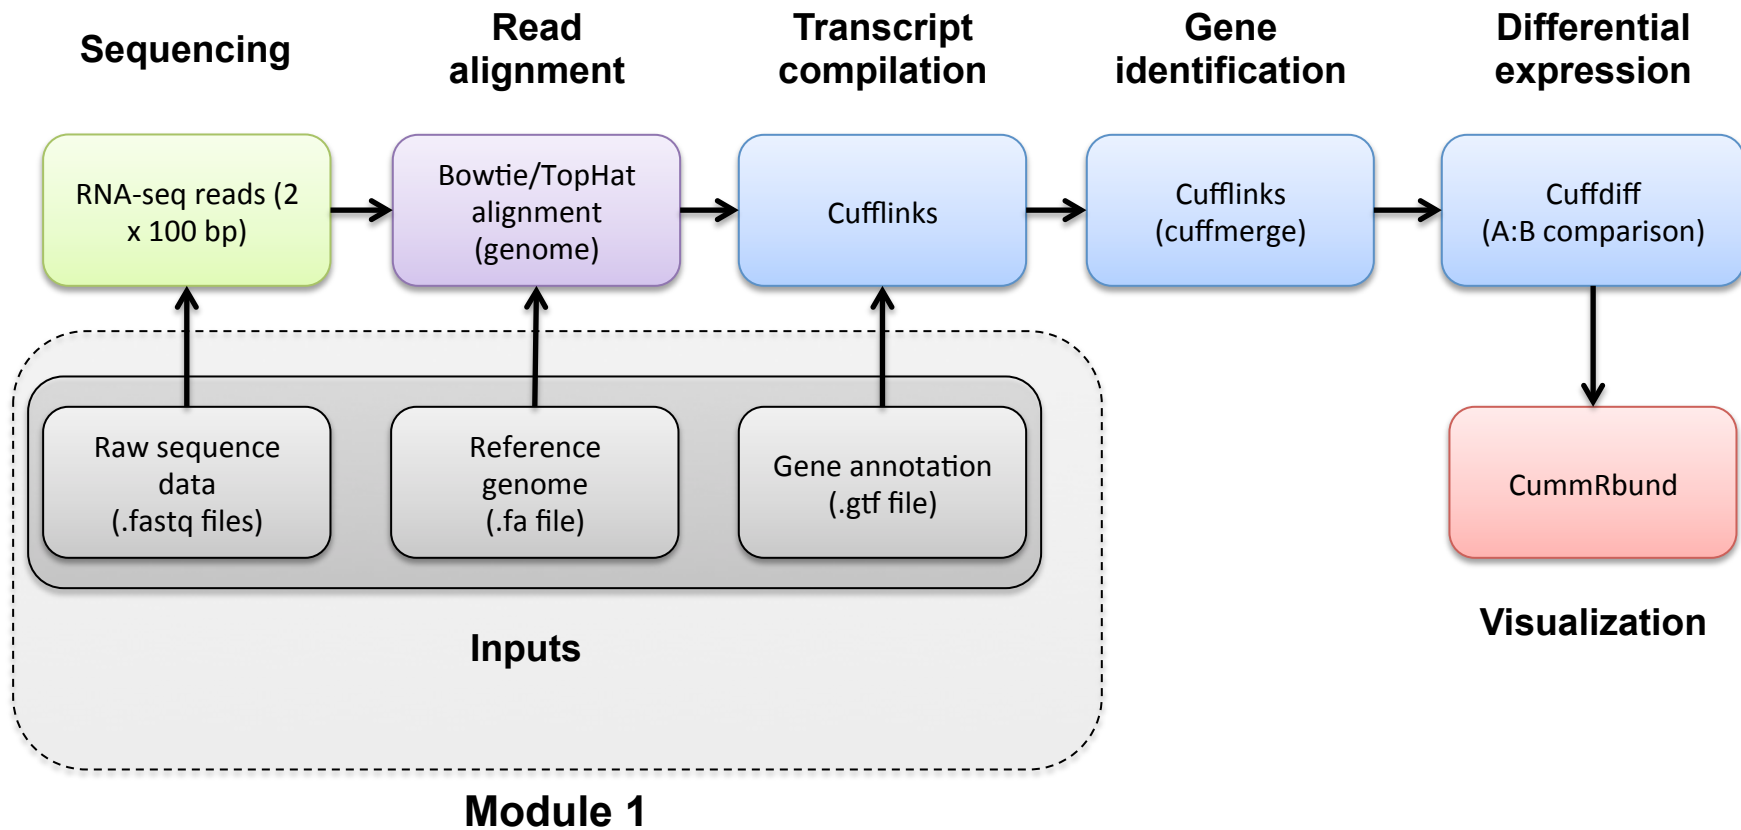 Sequencing
Read
alignment
Transcript
compilation
Gene
identification
Differential
expression
RNA-seq reads (2
x 100 bp)
Bowtie/TopHat
alignment
(genome)
Cufflinks
Cufflinks
(cuffmerge)
Cuffdiff
(A:B comparison)
Raw sequence
data
(.fastq files)
Reference
genome
(.fa file)
Gene annotation
(.gtf file)
CummRbund
Inputs
Visualization
Module 1